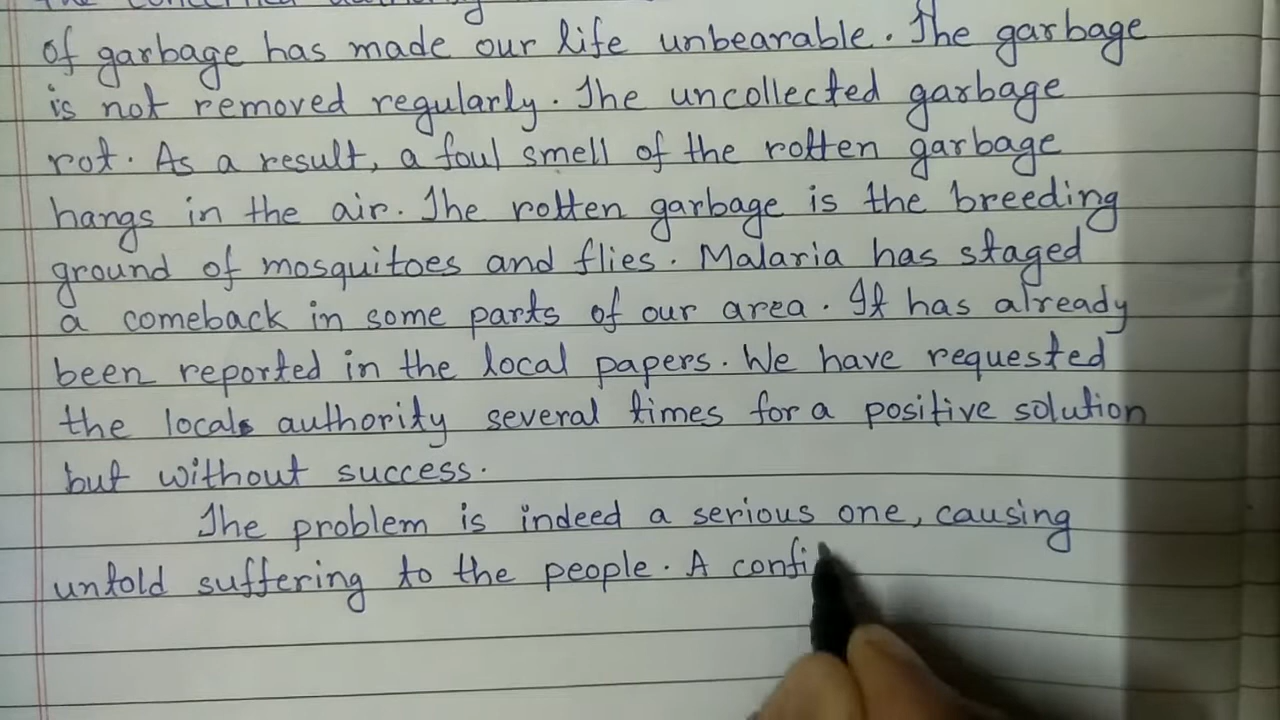 of garbage has made our life unbearable. The garbage
is not removed regularly. The uncollected garbage
rot. As a result, a foul smell of the rotten garbage
hangs in the air. The rotten garbage is the breeding
ground of mosquitoes and flies. Malaria has staged
a comeback in some parts of our area. It has already
been reported in the local papers. We have requested
the locals authority several times for a positive solution
but without success.
The problem is indeed a serious one, causing
untold suffering to the people. A confi